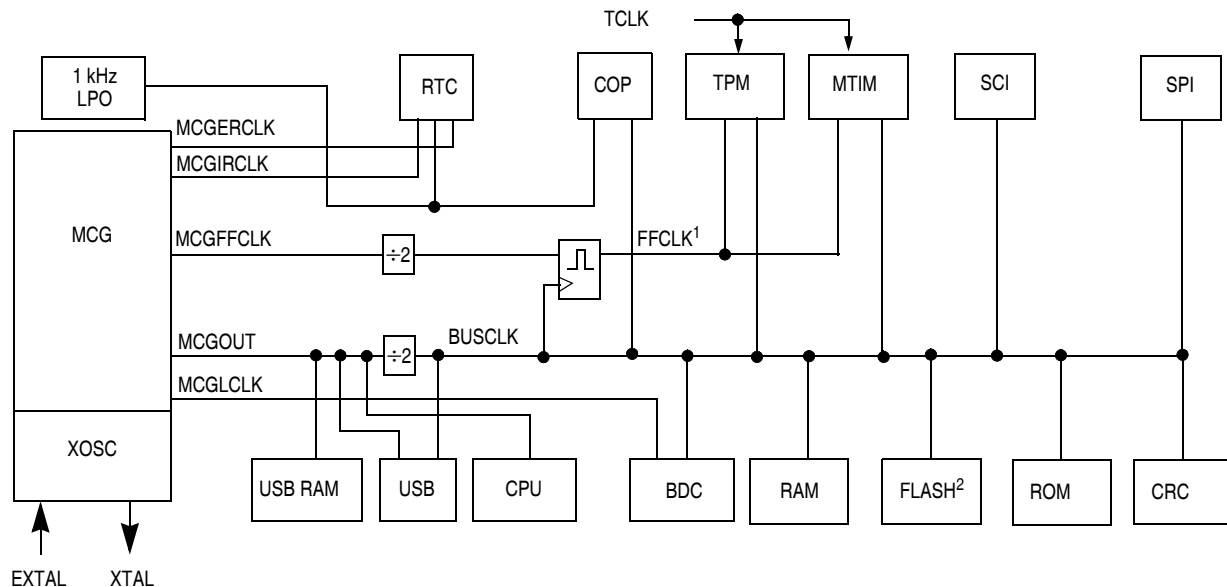 TCLK
1 kHz
LPO
RTC
COP
TPM
MTIM
SCI
SPI
MCGERCLK
MCGIRCLK
MCG
MCGFFCLK
÷2
FFCLK¹
MCGOUT
÷2
BUSCLK
MCGLCLK
XOSC
USB RAM
USB
CPU
BDC
RAM
FLASH²
ROM
CRC
EXTAL
XTAL